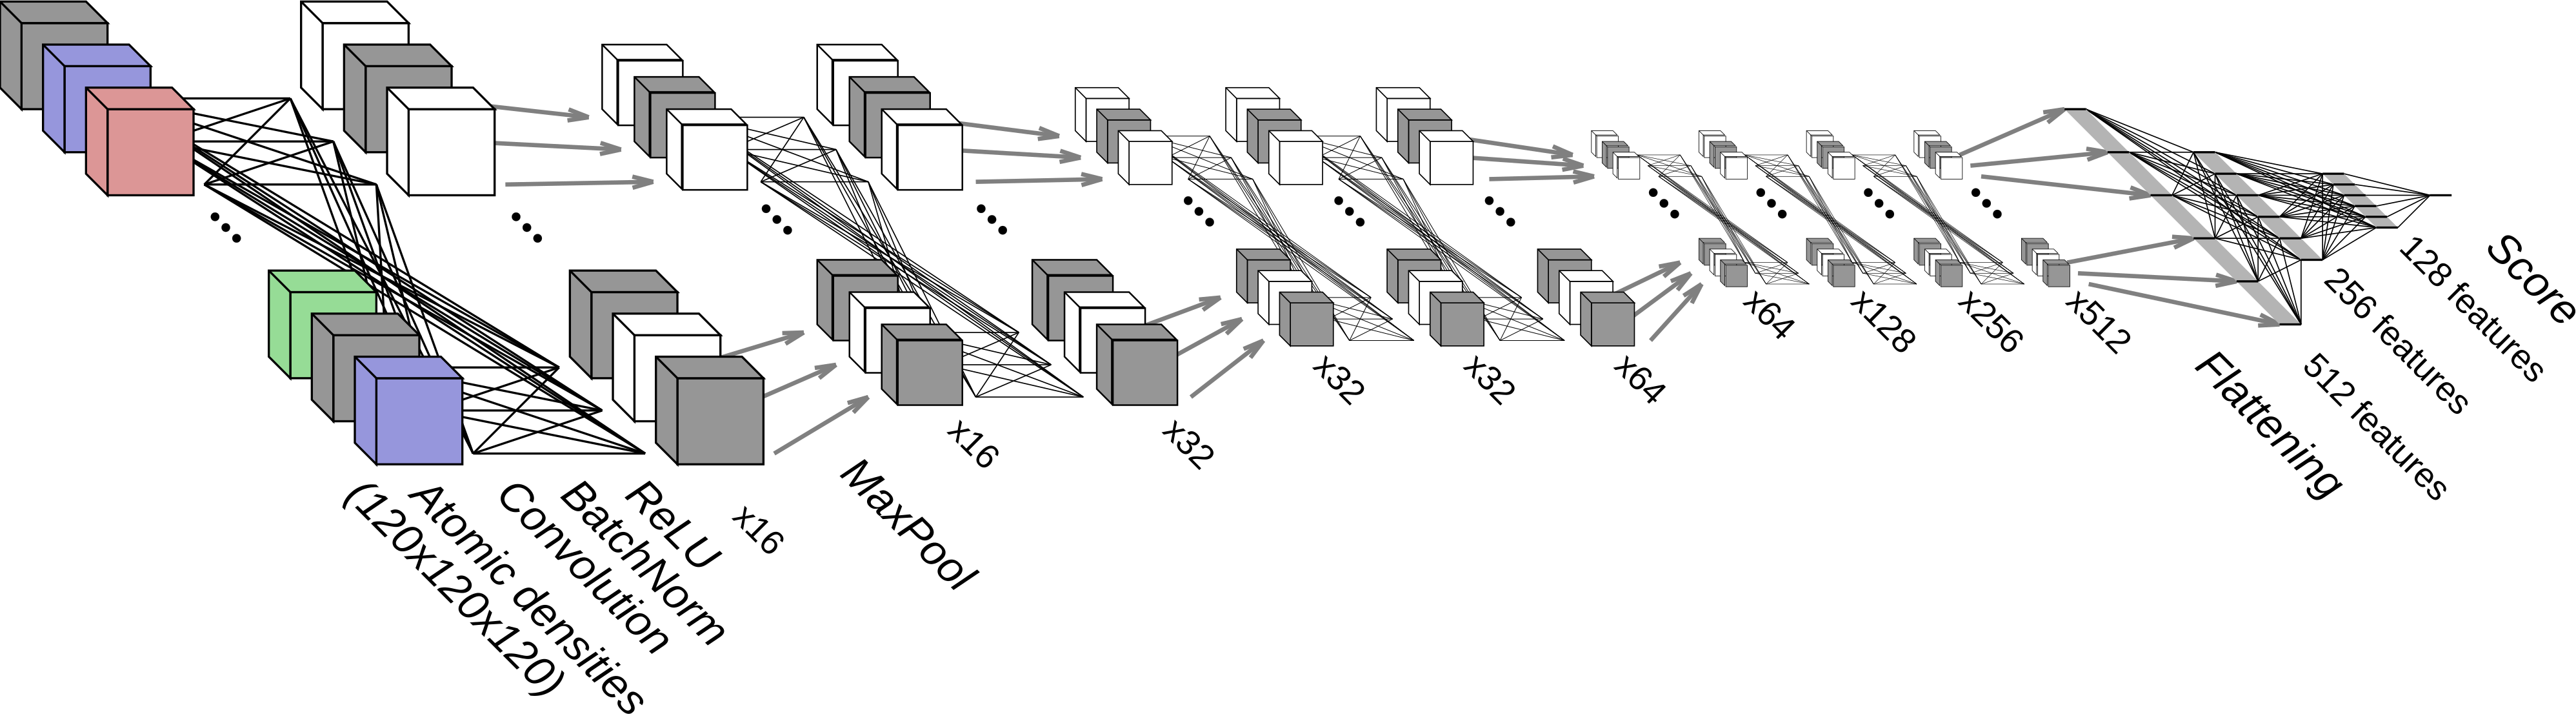 Atomic densities
(120x120x120)
Convolution
BatchNorm
ReLU
x16
MaxPool
x16
x32
x32
x32
x64
x64
x128
x256
x512
Flattening
512 features
256 features
128 features
Score